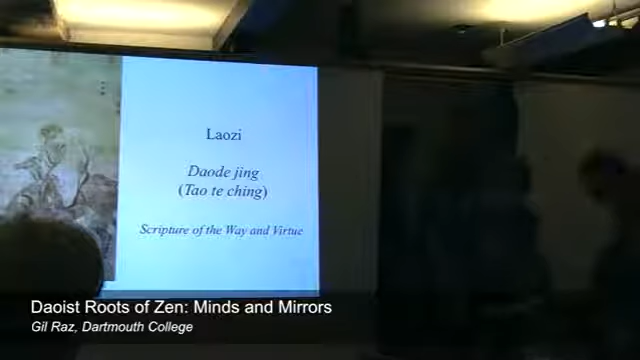 Laozi
Daode jing
(Tao te ching)
Scripture of the Way and Virtue
Daoist Roots of Zen: Minds and Mirrors
Gil Raz, Dartmouth College